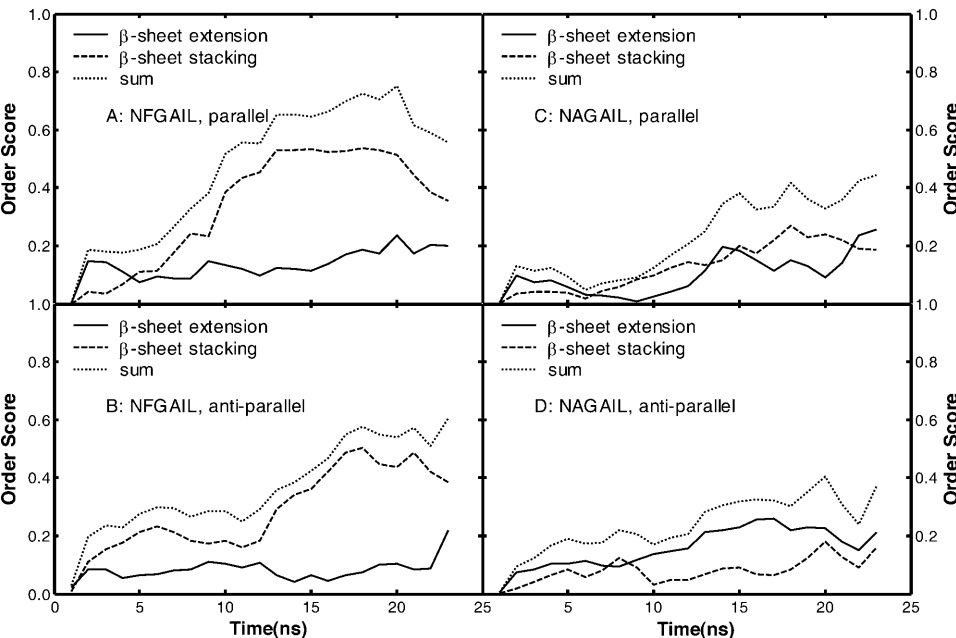 1.0
0.8
0.6
0.4
0.2
Order Score
β-sheet extension
β-sheet stacking
sum
A: NFGAIL, parallel
β-sheet extension
β-sheet stacking
sum
C: NAGAIL, parallel
1.0
0.8
0.6
0.4
0.2
Order Score
1.0
0.8
0.6
0.4
0.2
0.0
Order Score
β-sheet extension
β-sheet stacking
sum
B: NFGAIL, anti-parallel
β-sheet extension
β-sheet stacking
sum
D: NAGAIL, anti-parallel
1.0
0.8
0.6
0.4
0.2
0.0
Order Score
0 5 10 15 20 25 5 10 15 20 25
Time(ns) Time(ns)